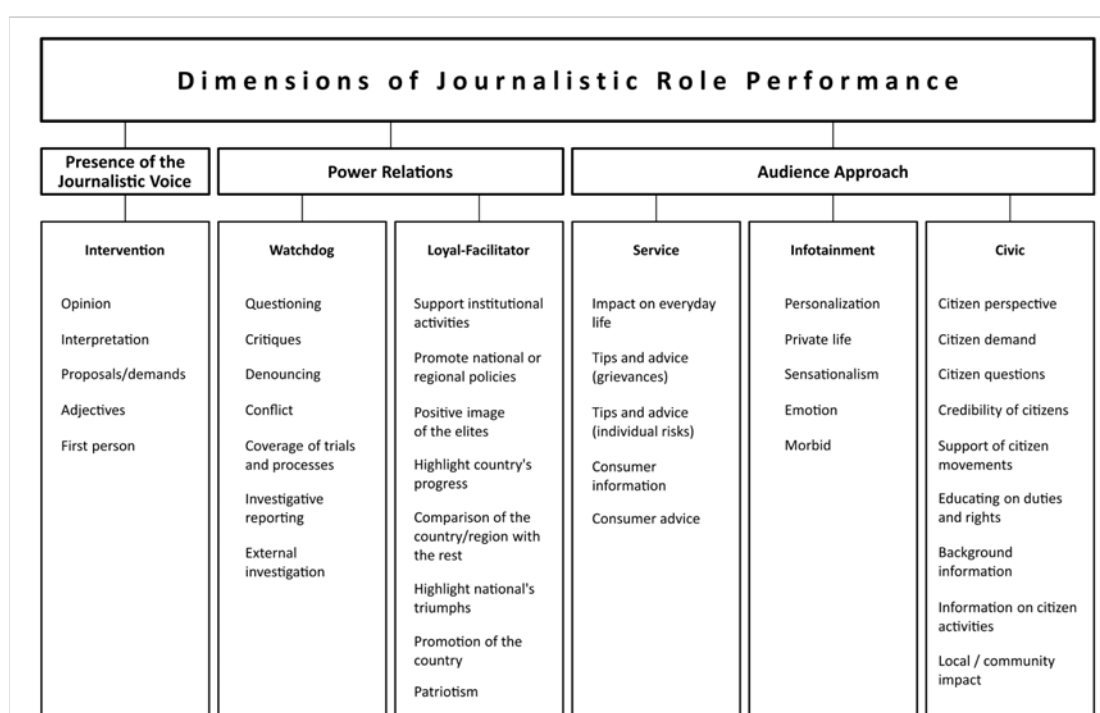 Dimensions of Journalistic Role Performance
Presence of the
Journalistic Voice
Power Relations
Audience Approach
Intervention
Opinion
Interpretation
Proposals/demands
Adjectives
First person
Watchdog
Questioning
Critiques
Denouncing
Conflict
Coverage of trials
and processes
Investigative
reporting
External
investigation
Loyal-Facilitator
Support institutional
activities
Promote national or
regional policies
Positive image
of the elites
Highlight country's
progress
Comparison of the
country/region with
the rest
Highlight national's
triumphs
Promotion of the
country
Patriotism
Service
Impact on everyday
life
Tips and advice
(grievances)
Tips and advice
(individual risks)
Consumer
information
Consumer advice
Infotainment
Personalization
Private life
Sensationalism
Emotion
Morbid
Civic
Citizen perspective
Citizen demand
Citizen questions
Credibility of citizens
Support of citizen
movements
Educating on duties
and rights
Background
information
Information on citizen
activities
Local / community
impact